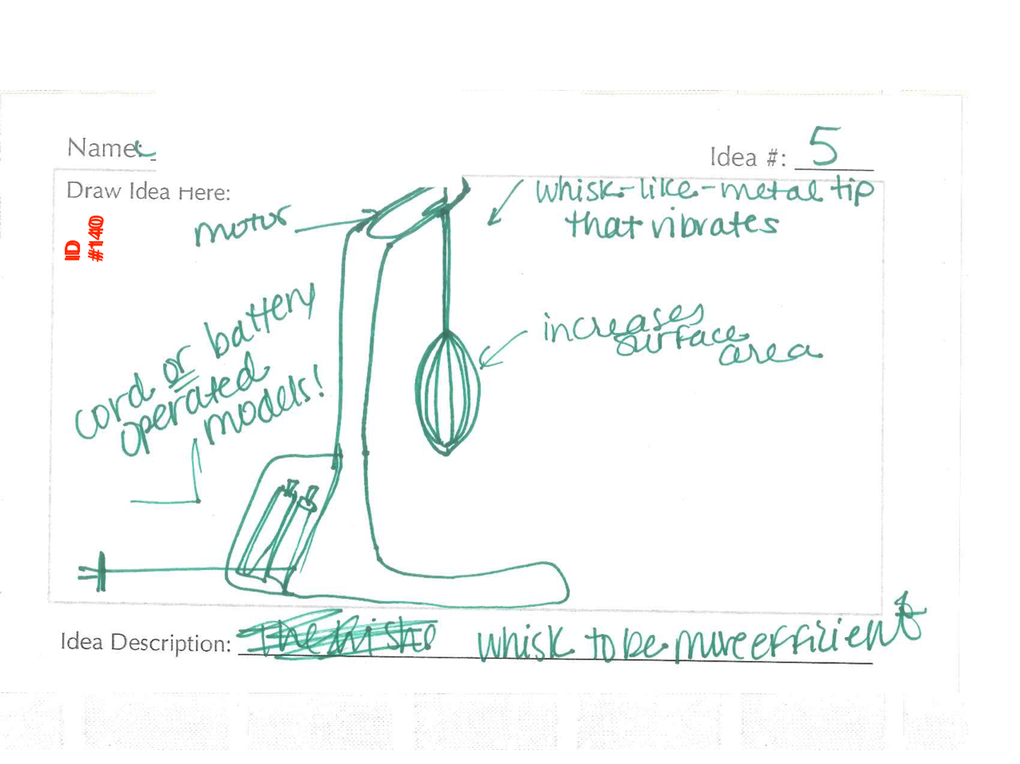 Name:
Idea #: 5
Draw Idea Here:
ID
#140
motor
whisk-like-metal tip
that vibrates
cord or battery
operated
models!
increases
surface
area
Idea Description: whisk to be more efficient